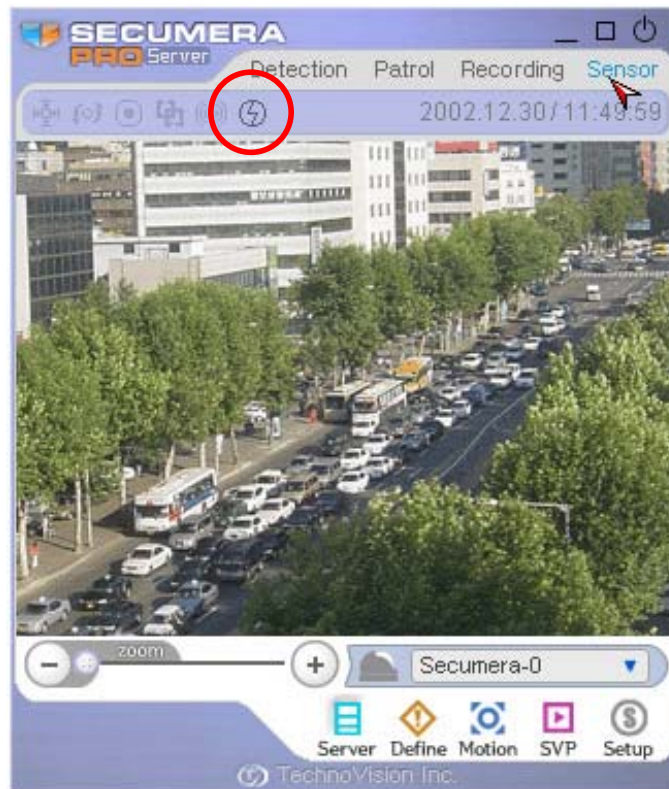 SECUMERA
PRO Server
Detection Patrol Recording Sensor
2002.12.30 / 11:49:59
zoom
Secumera-0
Server Define Motion SVP Setup
TechnoVision Inc.